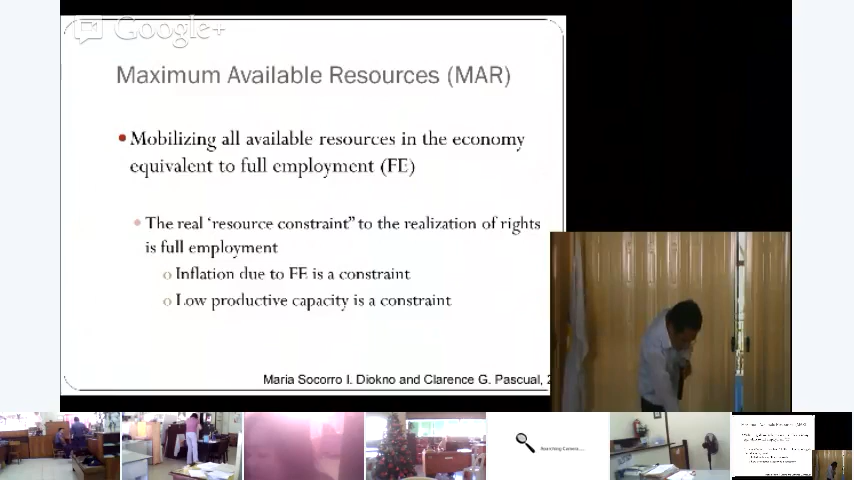 Google+
Maximum Available Resources (MAR)
Mobilizing all available resources in the economy
equivalent to full employment (FE)
The real ‘resource constraint” to the realization of rights
is full employment
Inflation due to FE is a constraint
Low productive capacity is a constraint
Maria Socorro I. Diokno and Clarence G. Pascual, 2